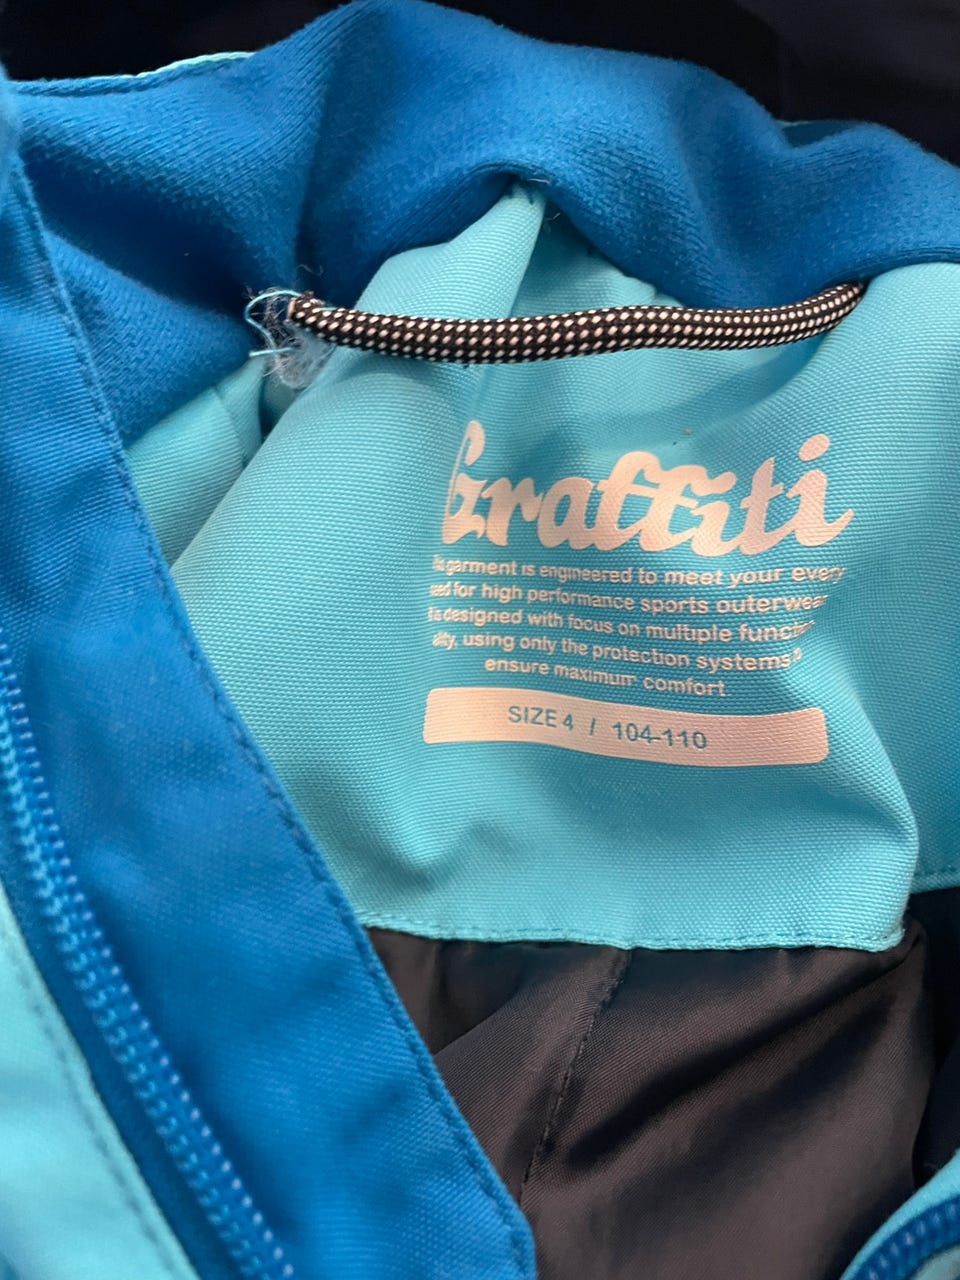 Graffiti
garment is engineered to meet your every
for high performance sports outerwear
is designed with focus on multiple
using only the protection systems
ensure maximum comfort
SIZE 4 / 104-110